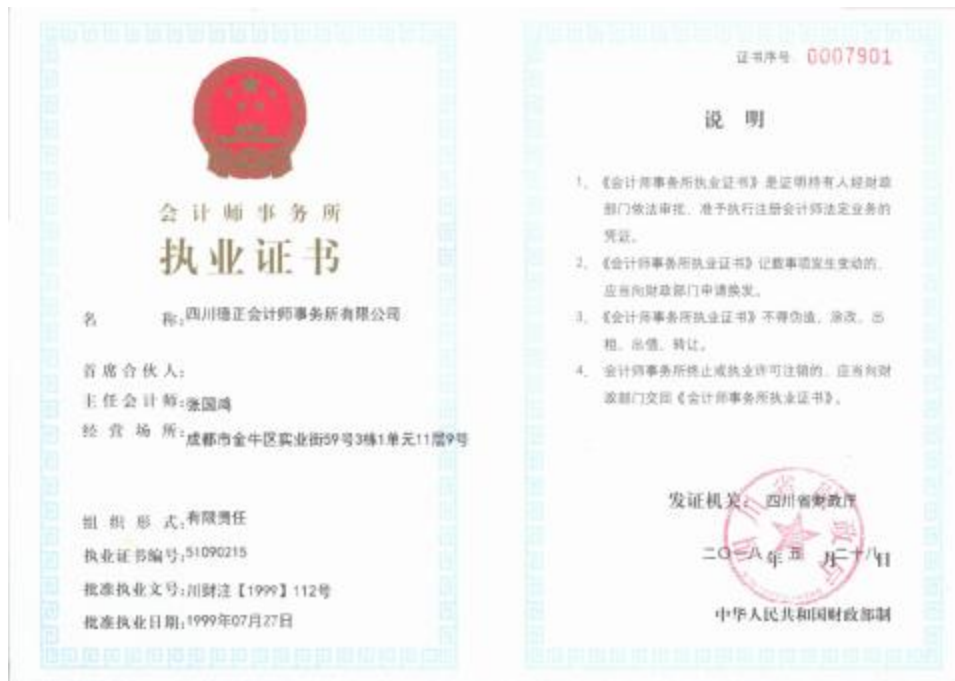 会计师事务所
执业证书
名 称:四川德正会计师事务所有限公司
首席合伙人:
主任会计师:张国鸿
经营场所:成都市金牛区实业街59号3栋1单元11层9号
组织形式:有限责任
执业证书编号:51090215
批准执业文号:川财注【1999】112号
批准执业日期:1999年07月27日
证书序号 0007901
说 明
1、《会计师事务所执业证书》是证明持有人经财政
部门依法审批,准予执行注册会计师法定业务的
凭证。
2、《会计师事务所执业证书》记载事项发生变动的,
应当向财政部门申请换发。
3、《会计师事务所执业证书》不得伪造、涂改、出
租、出借、转让。
4、会计师事务所终止或执业许可注销的,应当向财
政部门交回《会计师事务所执业证书》。
发证机关:四川省财政厅
二〇一八年五月二十八日
四川省财政厅
中华人民共和国财政部制